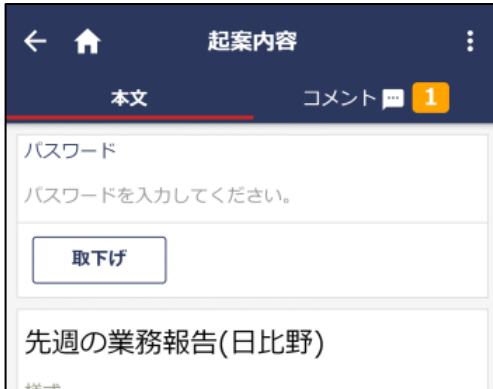 起案内容
本文
コメント 1
パスワード
パスワードを入力してください。
取下げ
先週の業務報告(日比野)
様式